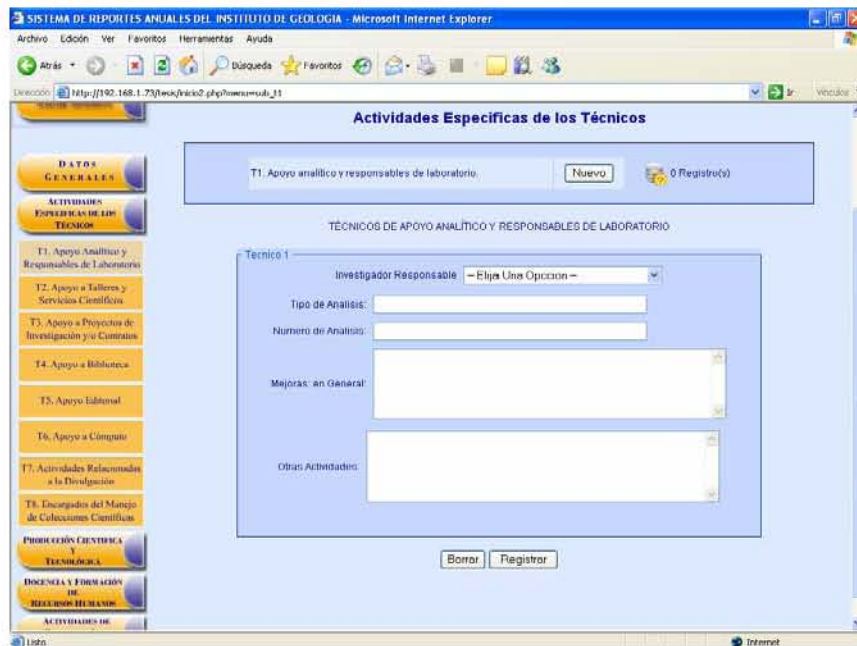 SISTEMA DE REPORTES ANUALES DEL INSTITUTO DE GEOLOGIA - Microsoft Internet Explorer
Archivo Edición Ver Favoritos Herramientas Ayuda
Atrás Búsqueda Favoritos
Dirección http://192.168.1.73/tesis/inicio2.php?menu=sub_t1 Ir Vínculos
Actividades Especificas de los Técnicos
DATOS
GENERALES
T1. Apoyo analítico y responsables de laboratorio. Nuevo 0 Registro(s)
ACTIVIDADES
ESPECIFICAS DE LOS
TÉCNICOS
TÉCNICOS DE APOYO ANALÍTICO Y RESPONSABLES DE LABORATORIO
T1. Apoyo Analítico y
Responsables de Laboratorio
T2. Apoyo a Talleres y
Servicios Científicos
T3. Apoyo a Proyectos de
Investigación y/o Contratos
T4. Apoyo a Biblioteca
T5. Apoyo Editorial
T6. Apoyo a Cómputo
T7. Actividades Relacionadas
a la Divulgación
T8. Encargados del Manejo
de Colecciones Científicas
PRODUCCIÓN CIENTÍFICA
Y
TECNOLÓGICA
DOCENCIA Y FORMACIÓN
DE
RECURSOS HUMANOS
ACTIVIDADES DE
Tecnico 1
Investigador Responsable -- Elija Una Opccion --
Tipo de Analisis:
Numero de Analisis:
Mejoras: en General:
Otras Actividades:
Borrar Registrar
Listo Internet